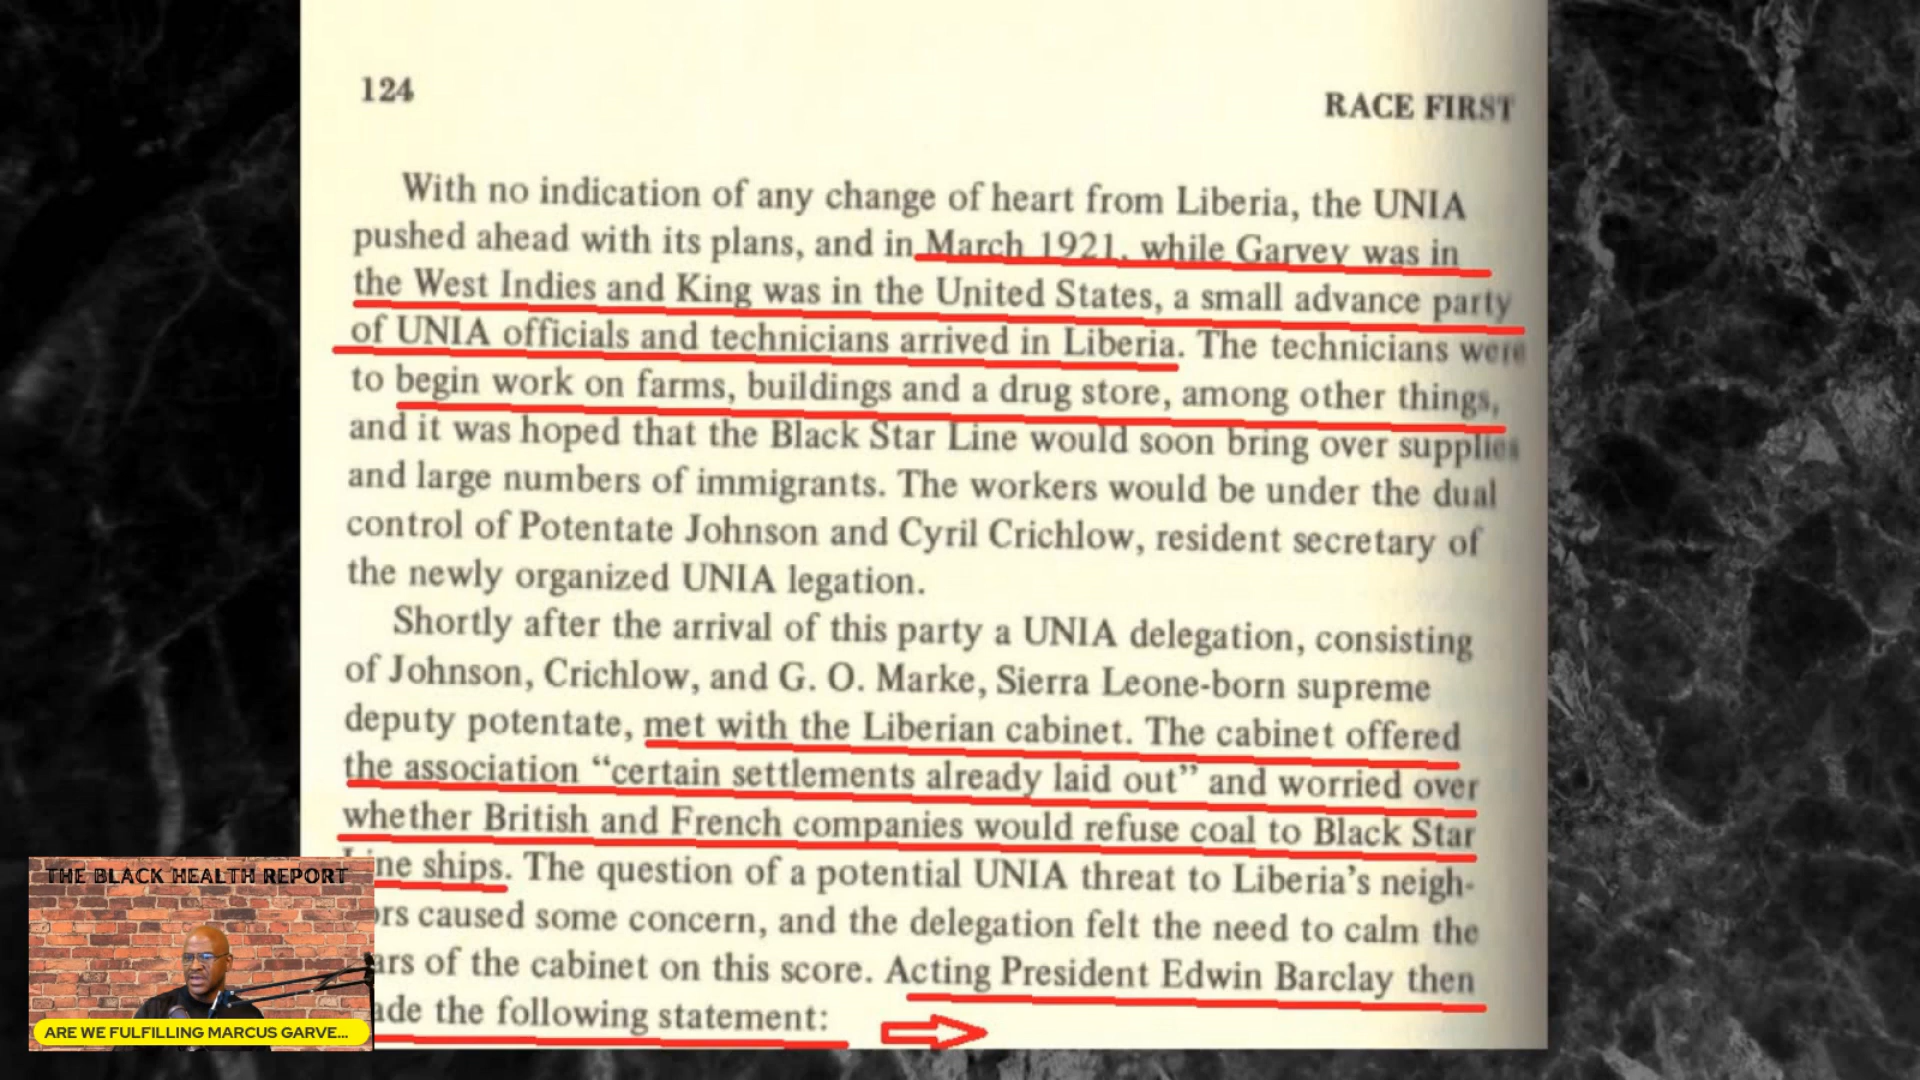 124
RACE FIRST
With no indication of any change of heart from Liberia, the UNIA
pushed ahead with its plans, and in March 1921, while Garvey was in
the West Indies and King was in the United States, a small advance party
of UNIA officials and technicians arrived in Liberia. The technicians were
to begin work on farms, buildings and a drug store, among other things,
and it was hoped that the Black Star Line would soon bring over supplies
and large numbers of immigrants. The workers would be under the dual
control of Potentate Johnson and Cyril Crichlow, resident secretary of
the newly organized UNIA legation.
Shortly after the arrival of this party a UNIA delegation, consisting
of Johnson, Crichlow, and G. O. Marke, Sierra Leone-born supreme
deputy potentate, met with the Liberian cabinet. The cabinet offered
the association “certain settlements already laid out” and worried over
whether British and French companies would refuse coal to Black Star
Line ships. The question of a potential UNIA threat to Liberia's neigh-
ors caused some concern, and the delegation felt the need to calm the
ars of the cabinet on this score. Acting President Edwin Barclay then
ade the following statement:
THE BLACK HEALTH REPORT
ARE WE FULFILLING MARCUS GARVE...